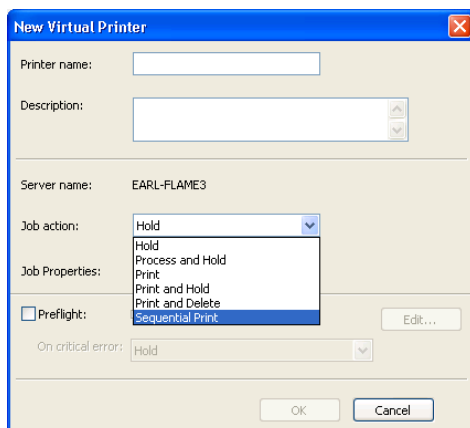 New Virtual Printer
Printer name:
Description:
Server name: EARL-FLAME3
Job action: Hold
Hold
Process and Hold
Job Properties:
Print
Print and Hold
Print and Delete
Sequential Print
Preflight:
Edit...
On critical error: Hold
OK Cancel